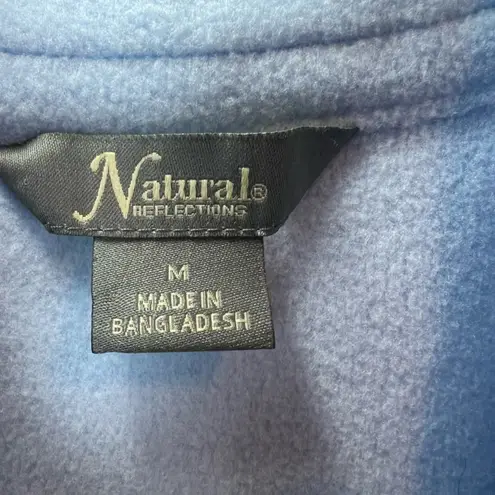 Natural®
REFLECTIONS
M
MADE IN
BANGLADESH